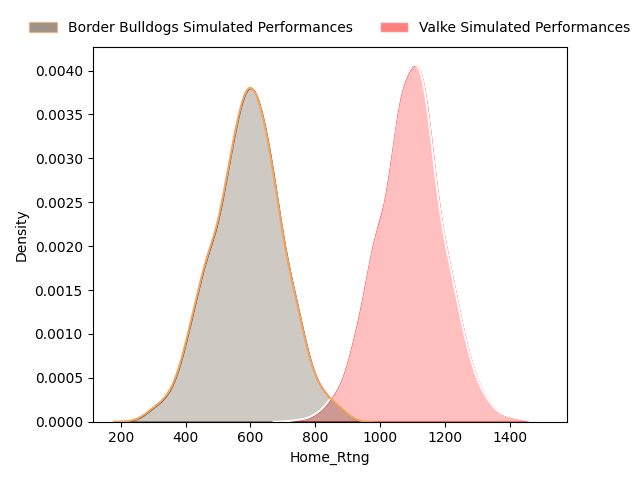 Border Bulldogs Simulated Performances Valke Simulated Performances
0.0040
0.0035
0.0030
0.0025
0.0020
0.0015
0.0010
0.0005
0.0000
Density
200 400 600 800 1000 1200 1400
Home_Rtng